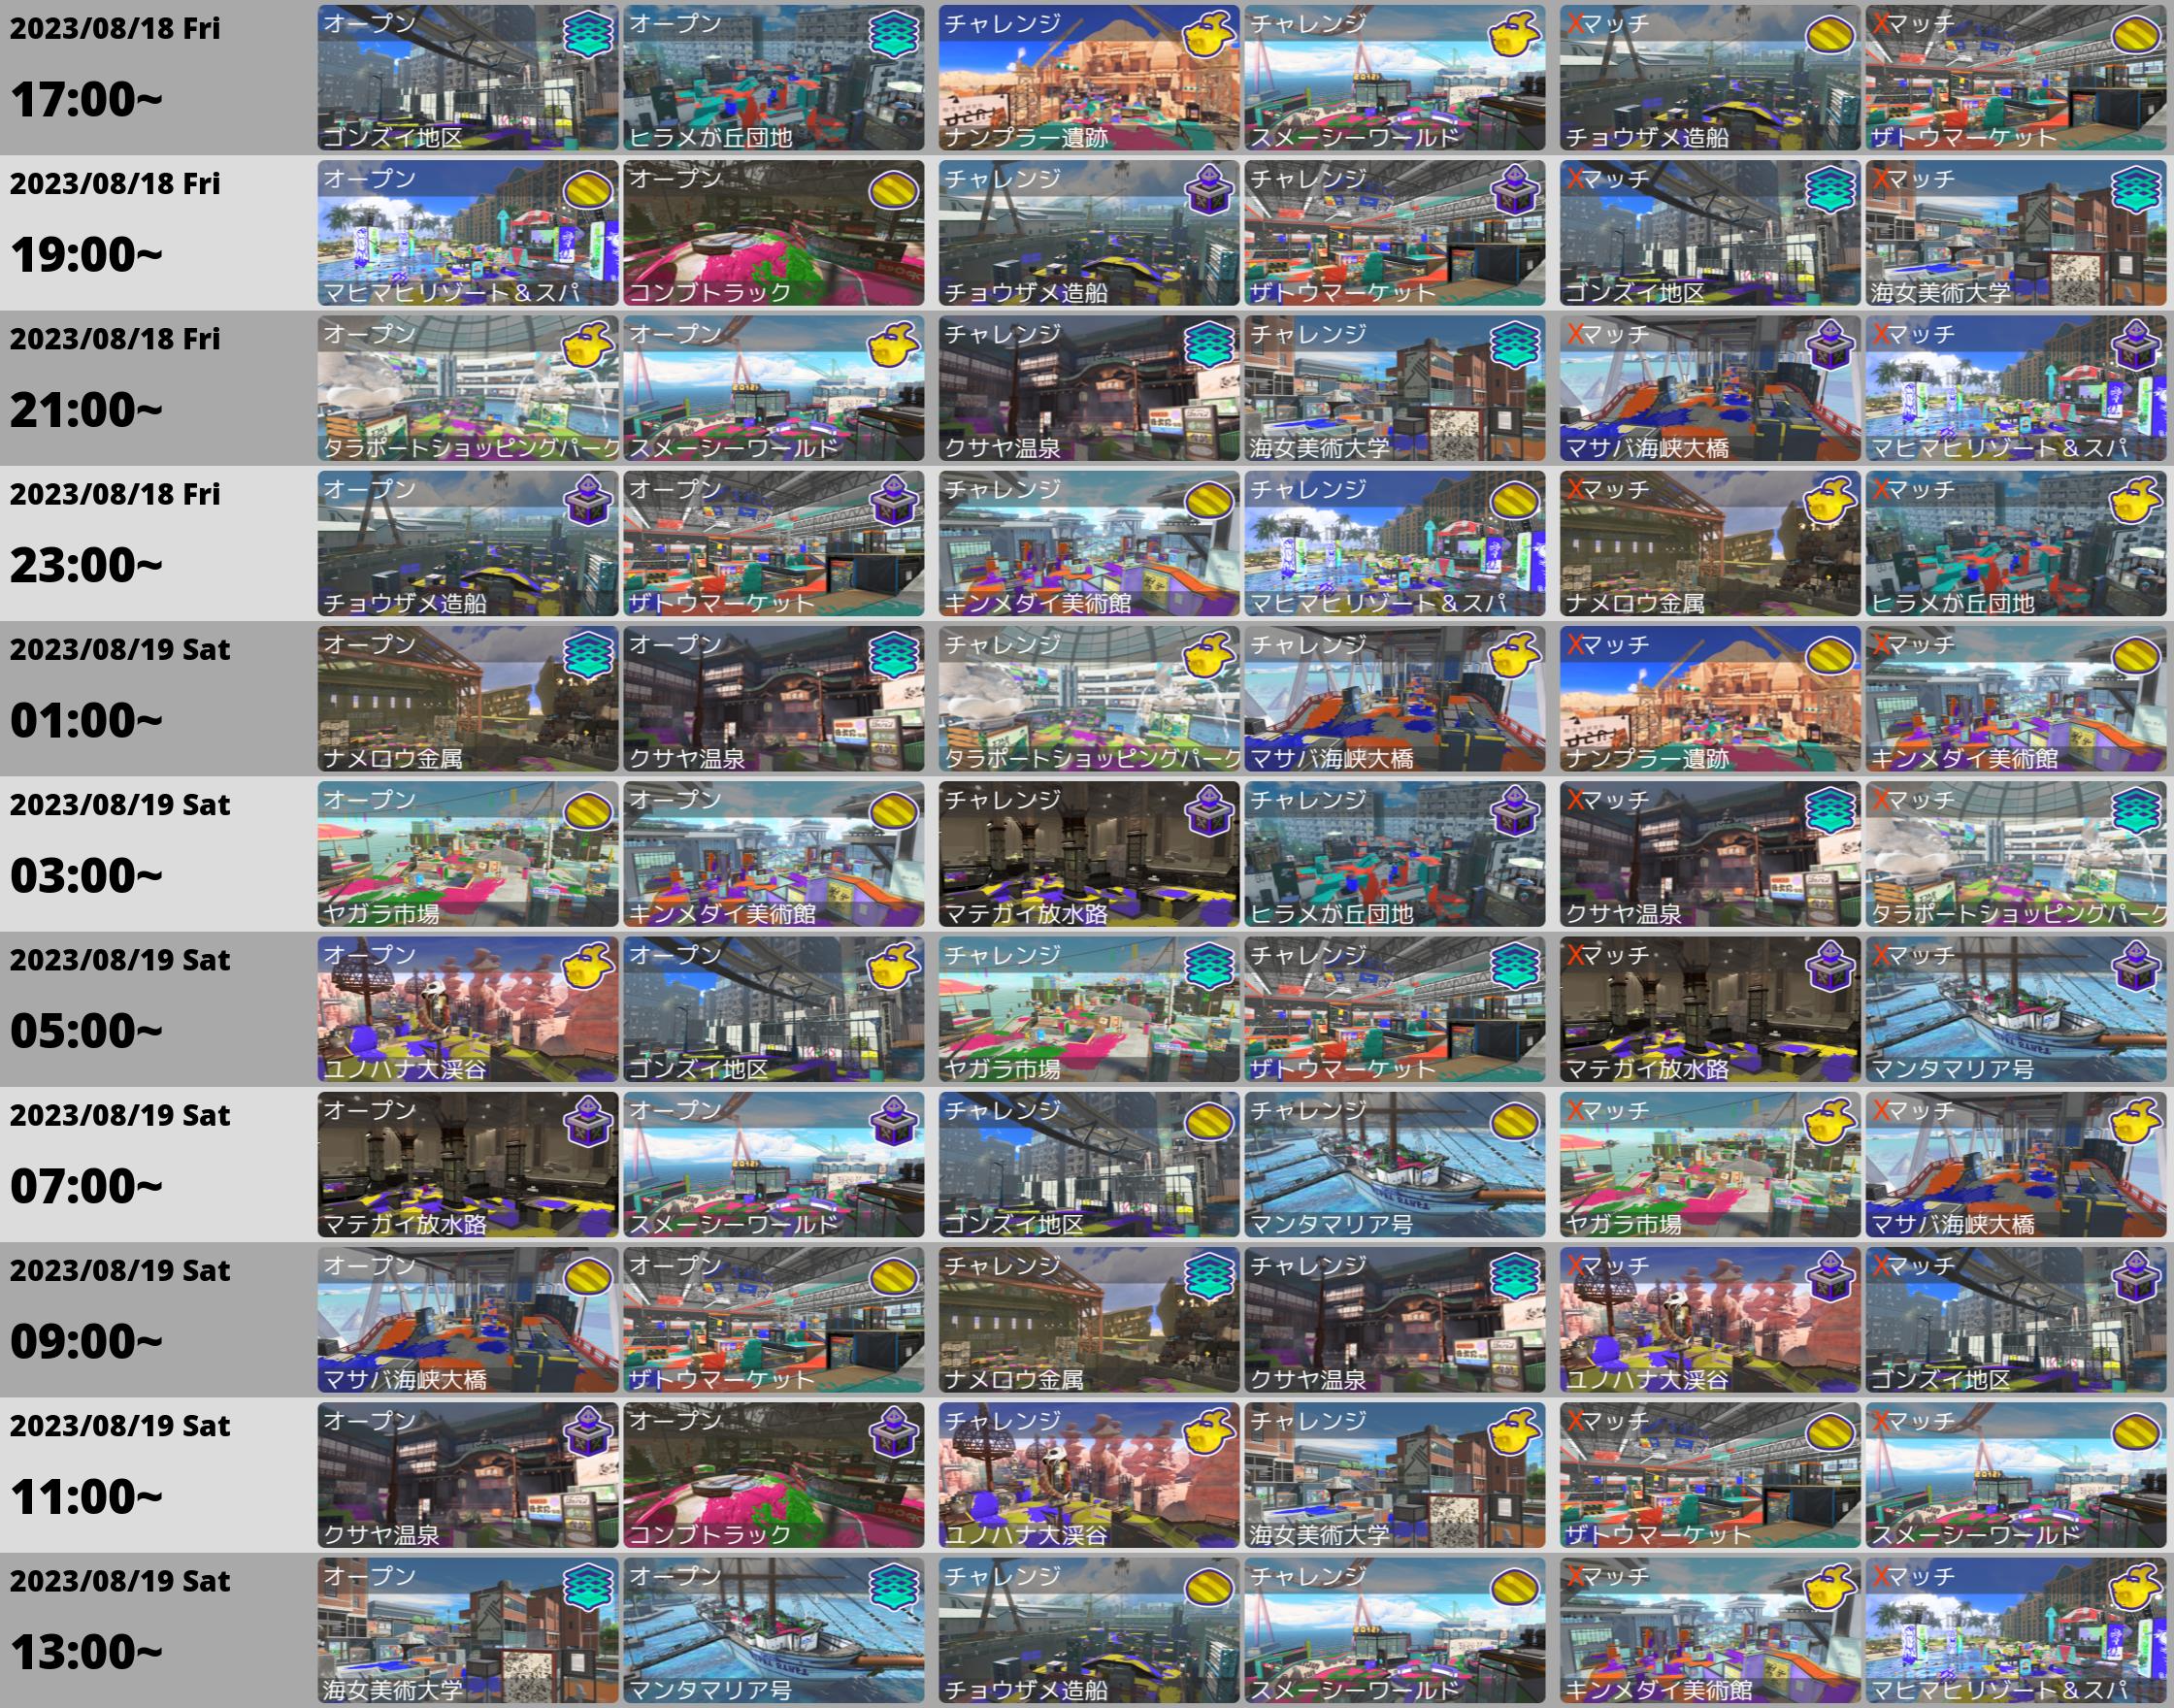 2023/08/18 Fri
17:00~
オープン オープン チャレンジ チャレンジ Xマッチ Xマッチ
ゴンズイ地区 ヒラメが丘団地 ナンプラー遺跡 スメーシーワールド チョウザメ造船 ザトウマーケット
2023/08/18 Fri
19:00~
オープン オープン チャレンジ チャレンジ Xマッチ Xマッチ
マヒマヒリゾート＆スパ コンブトラック チョウザメ造船 ザトウマーケット ゴンズイ地区 海女美術大学
2023/08/18 Fri
21:00~
オープン オープン チャレンジ チャレンジ Xマッチ Xマッチ
タラポートショッピングパーク スメーシーワールド クサヤ温泉 海女美術大学 マサバ海峡大橋 マヒマヒリゾート＆スパ
2023/08/18 Fri
23:00~
オープン オープン チャレンジ チャレンジ Xマッチ Xマッチ
チョウザメ造船 ザトウマーケット キンメダイ美術館 マヒマヒリゾート＆スパ ナメロウ金属 ヒラメが丘団地
2023/08/19 Sat
01:00~
オープン オープン チャレンジ チャレンジ Xマッチ Xマッチ
ナメロウ金属 クサヤ温泉 タラポートショッピングパーク マサバ海峡大橋 ナンプラー遺跡 キンメダイ美術館
2023/08/19 Sat
03:00~
オープン オープン チャレンジ チャレンジ Xマッチ Xマッチ
ヤガラ市場 キンメダイ美術館 マテガイ放水路 ヒラメが丘団地 クサヤ温泉 タラポートショッピングパーク
2023/08/19 Sat
05:00~
オープン オープン チャレンジ チャレンジ Xマッチ Xマッチ
ユノハナ大渓谷 ゴンズイ地区 ヤガラ市場 ザトウマーケット マテガイ放水路 マンタマリア号
2023/08/19 Sat
07:00~
オープン オープン チャレンジ チャレンジ Xマッチ Xマッチ
マテガイ放水路 スメーシーワールド ゴンズイ地区 マンタマリア号 ヤガラ市場 マサバ海峡大橋
2023/08/19 Sat
09:00~
オープン オープン チャレンジ チャレンジ Xマッチ Xマッチ
マサバ海峡大橋 ザトウマーケット ナメロウ金属 クサヤ温泉 ユノハナ大渓谷 ゴンズイ地区
2023/08/19 Sat
11:00~
オープン オープン チャレンジ チャレンジ Xマッチ Xマッチ
クサヤ温泉 コンブトラック ユノハナ大渓谷 海女美術大学 ザトウマーケット スメーシーワールド
2023/08/19 Sat
13:00~
オープン オープン チャレンジ チャレンジ Xマッチ Xマッチ
海女美術大学 マンタマリア号 チョウザメ造船 スメーシーワールド キンメダイ美術館 マヒマヒリゾート＆スパ